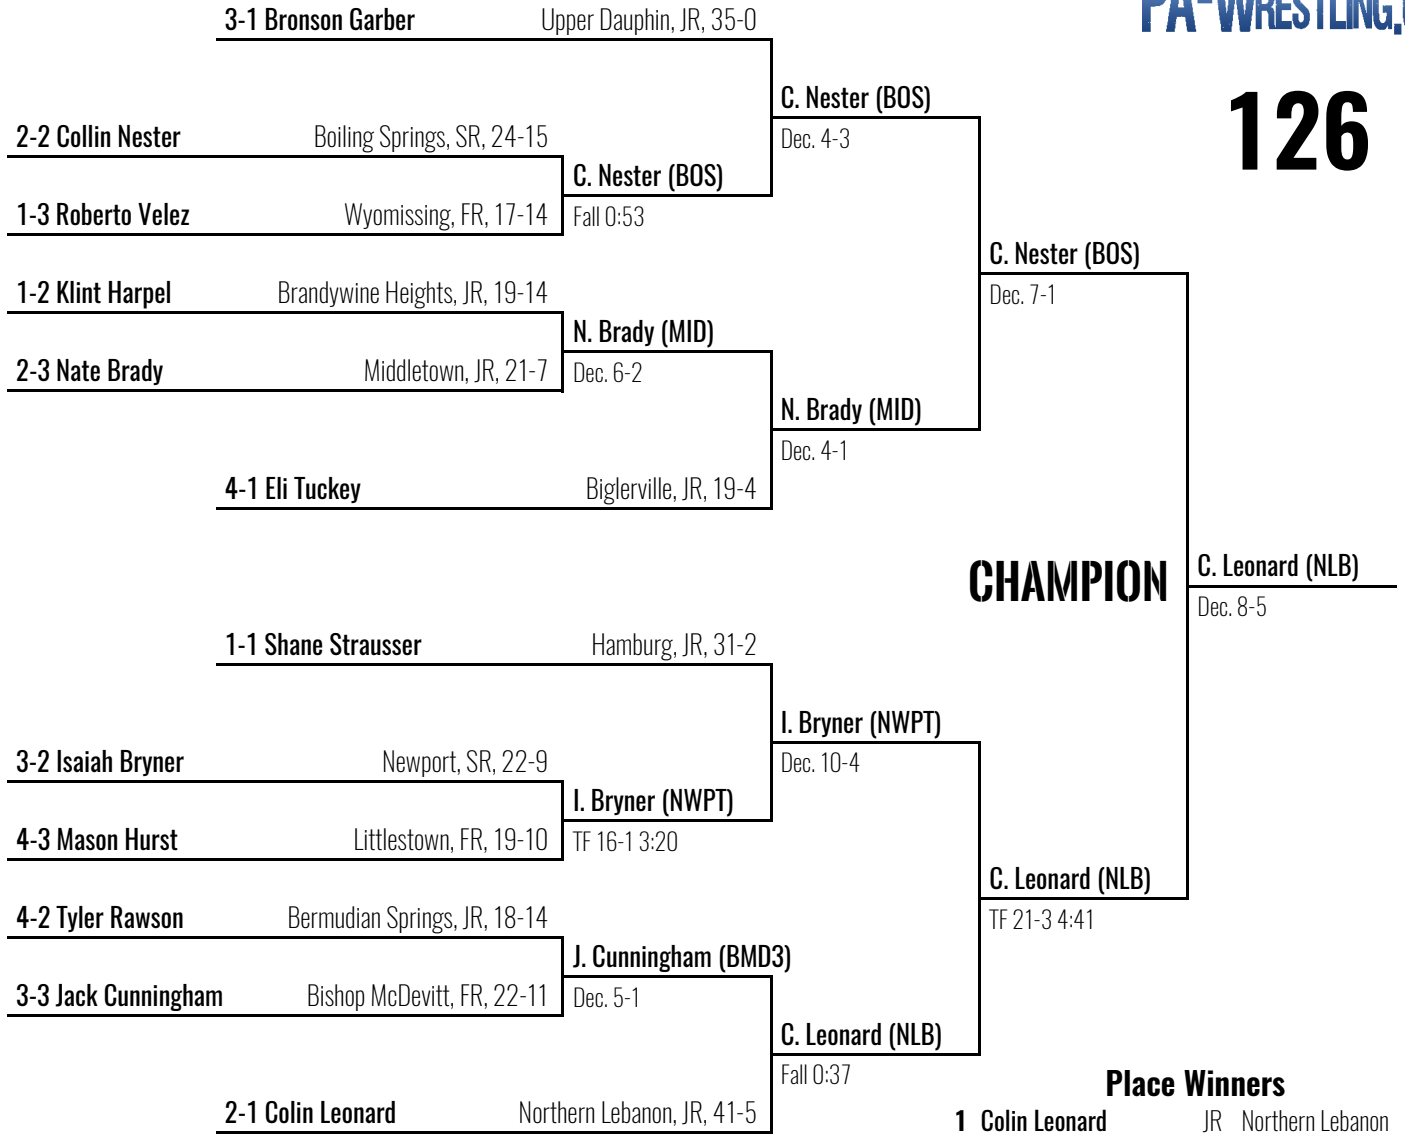 PA-WRESTLING.
3-1 Bronson Garber Upper Dauphin, JR, 35-0
C. Nester (BOS)
Dec. 4-3
126
2-2 Collin Nester Boiling Springs, SR, 24-15
C. Nester (BOS)
Fall 0:53
1-3 Roberto Velez Wyomissing, FR, 17-14
C. Nester (BOS)
Dec. 7-1
1-2 Klint Harpel Brandywine Heights, JR, 19-14
N. Brady (MID)
Dec. 6-2
2-3 Nate Brady Middletown, JR, 21-7
N. Brady (MID)
Dec. 4-1
4-1 Eli Tuckey Biglerville, JR, 19-4
CHAMPION
C. Leonard (NLB)
Dec. 8-5
1-1 Shane Strausser Hamburg, JR, 31-2
I. Bryner (NWPT)
Dec. 10-4
3-2 Isaiah Bryner Newport, SR, 22-9
I. Bryner (NWPT)
TF 16-1 3:20
4-3 Mason Hurst Littlestown, FR, 19-10
C. Leonard (NLB)
TF 21-3 4:41
4-2 Tyler Rawson Bermudian Springs, JR, 18-14
J. Cunningham (BMD3)
Dec. 5-1
3-3 Jack Cunningham Bishop McDevitt, FR, 22-11
C. Leonard (NLB)
Fall 0:37
2-1 Colin Leonard Northern Lebanon, JR, 41-5
Place Winners
1 Colin Leonard JR Northern Lebanon